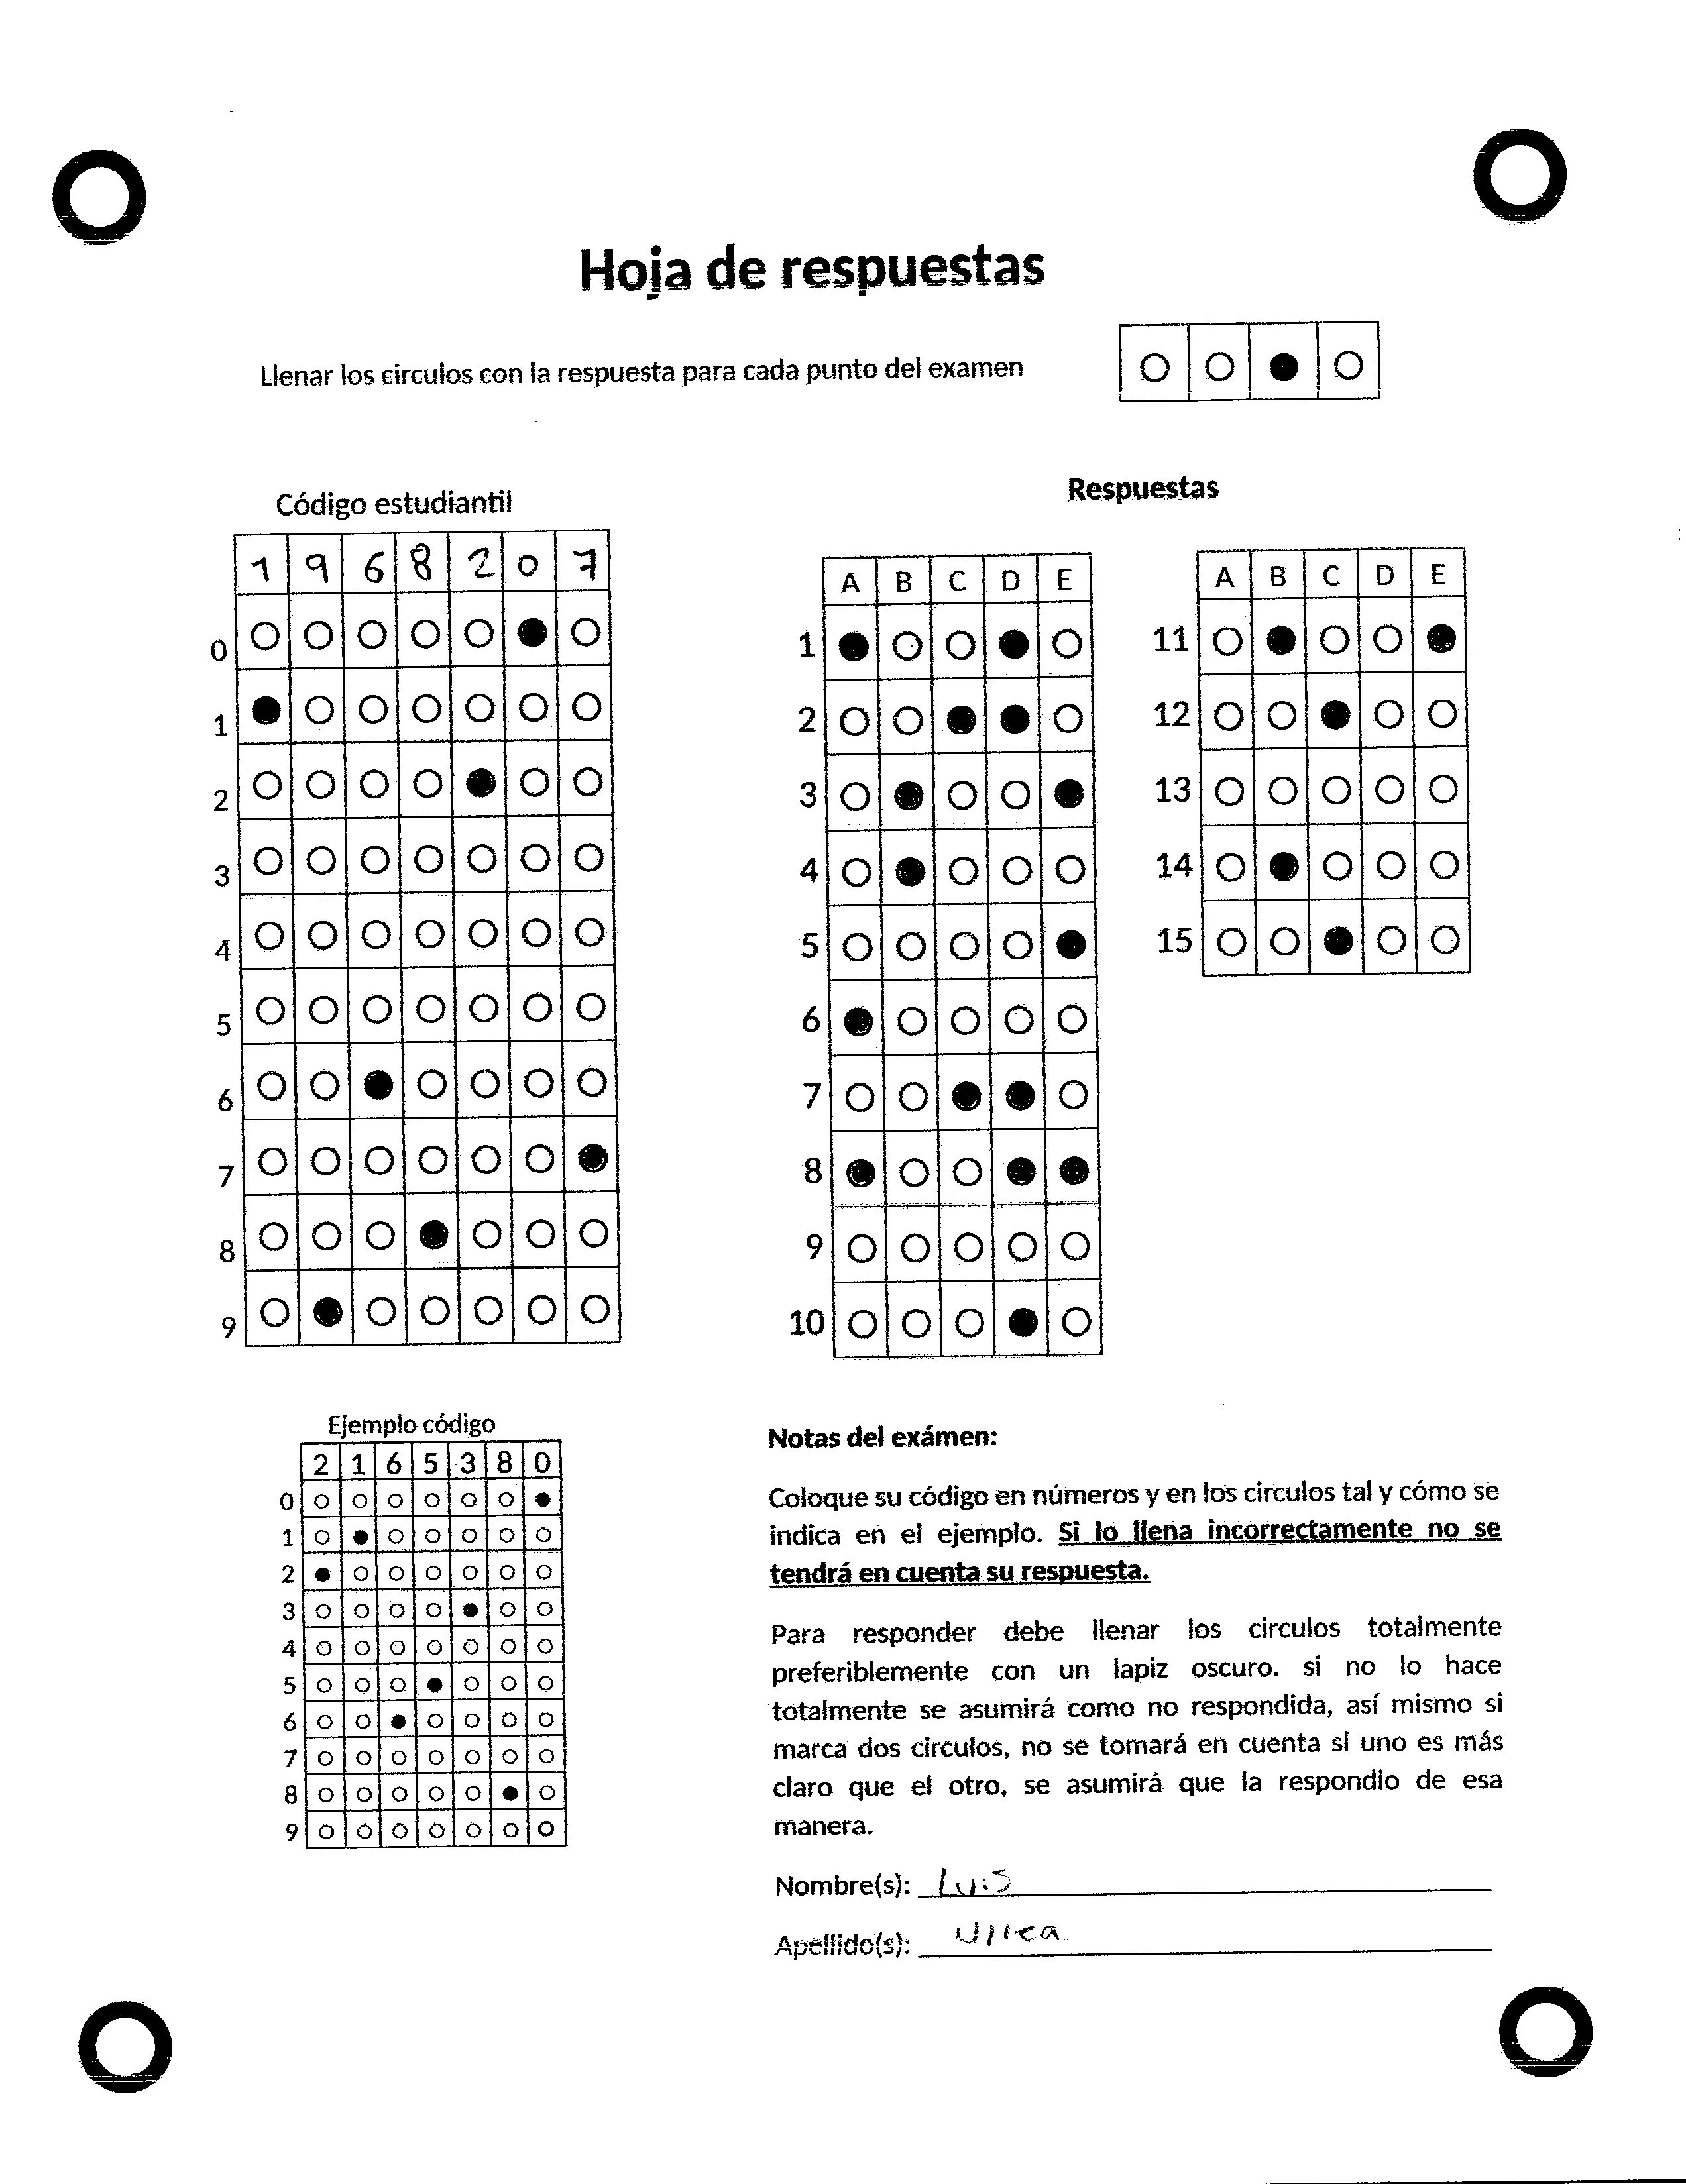 Hoja de respuestas
Llenar los circulos con la respuesta para cada punto del examen
Código estudiantil
1 9 6 8 2 0 7
0
1
2
3
4
5
6
7
8
9
Respuestas
A B C D E
1
2
3
4
5
6
7
8
9
10
A B C D E
11
12
13
14
15
Ejemplo código
2 1 6 5 3 8 0
0
1
2
3
4
5
6
7
8
9
Notas del exámen:
Coloque su código en números y en los circulos tal y cómo se
indica en el ejemplo. Si lo llena incorrectamente no se
tendrá en cuenta su respuesta.
Para responder debe llenar los circulos totalmente
preferiblemente con un lapiz oscuro. si no lo hace
totalmente se asumirá como no respondida, así mismo si
marca dos circulos, no se tomará en cuenta si uno es más
claro que el otro, se asumirá que la respondio de esa
manera.
Nombre(s): Luis
Apellido(s):